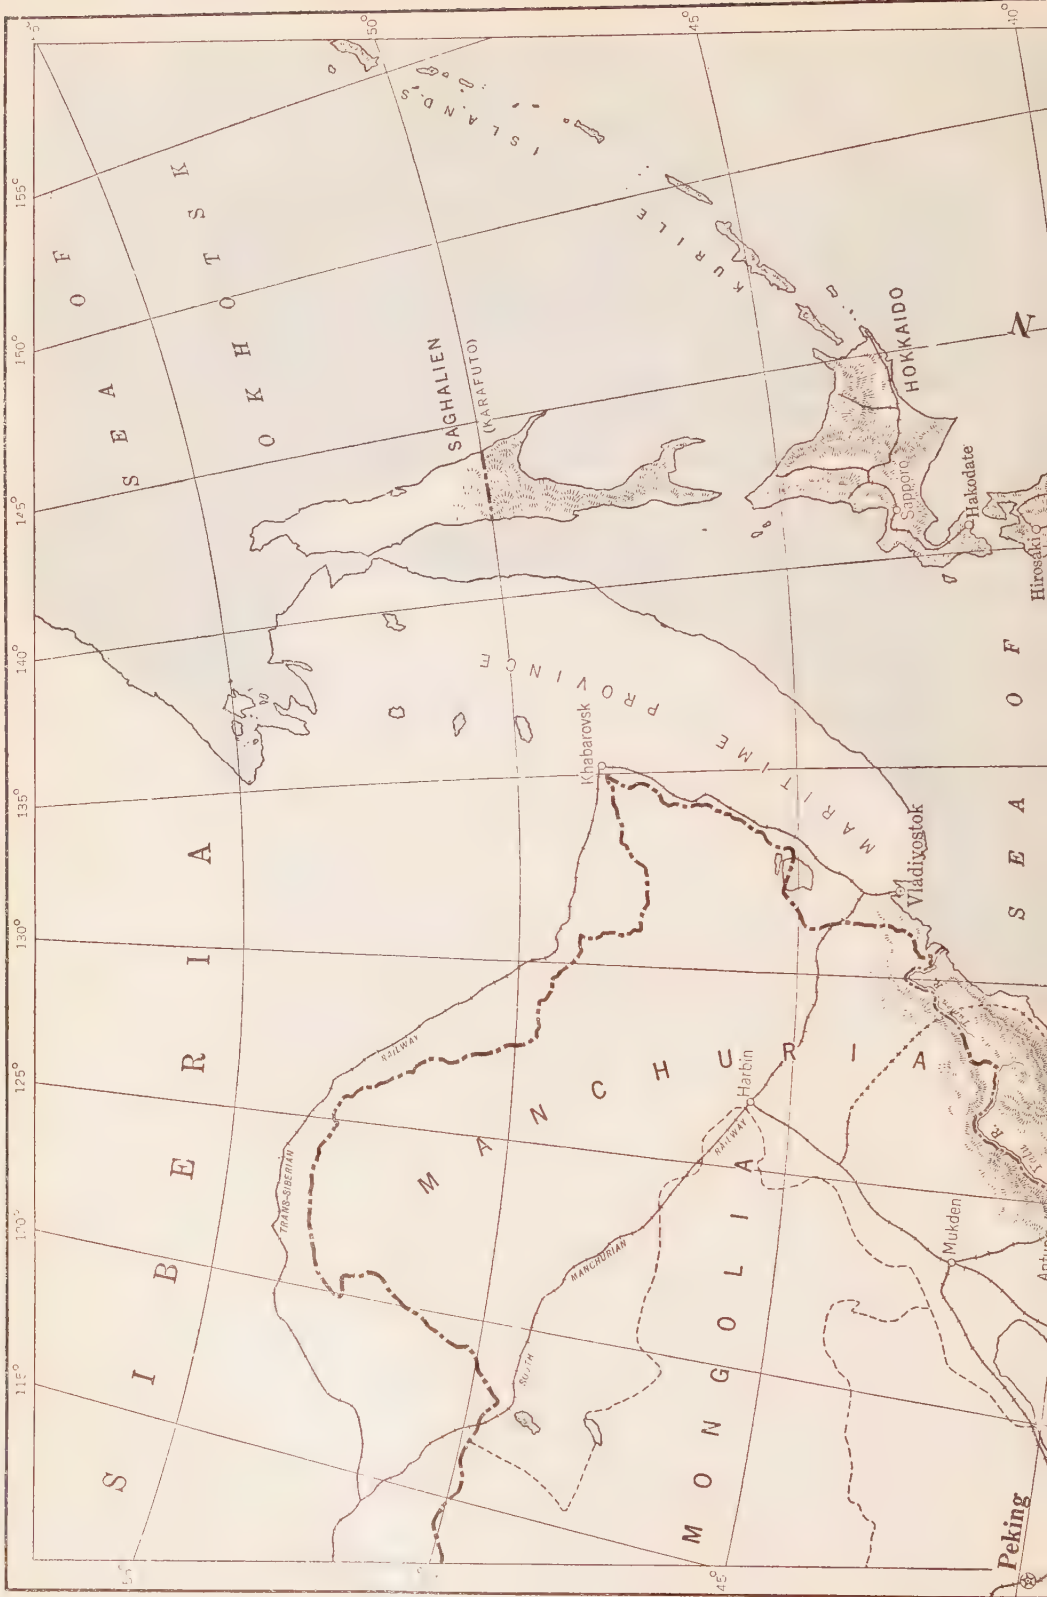 50°
45°
40°
155°
150°
145°
140°
135°
130°
125°
120°
115°
45°
SEA OF
OKHOTSK
KURILE ISLANDS
SAGHALIEN
(KARAFUTO)
HOKKAIDO
Sapporo
Hakodate
Hirosaki
N
SEA OF
SIBERIA
MARITIME PROVINCE
Khabarovsk
Vladivostok
MANCHURIA
TRANS-SIBERIAN RAILWAY
SOUTH MANCHURIAN RAILWAY
Harbin
Mukden
Yalu R.
MONGOLIA
Peking